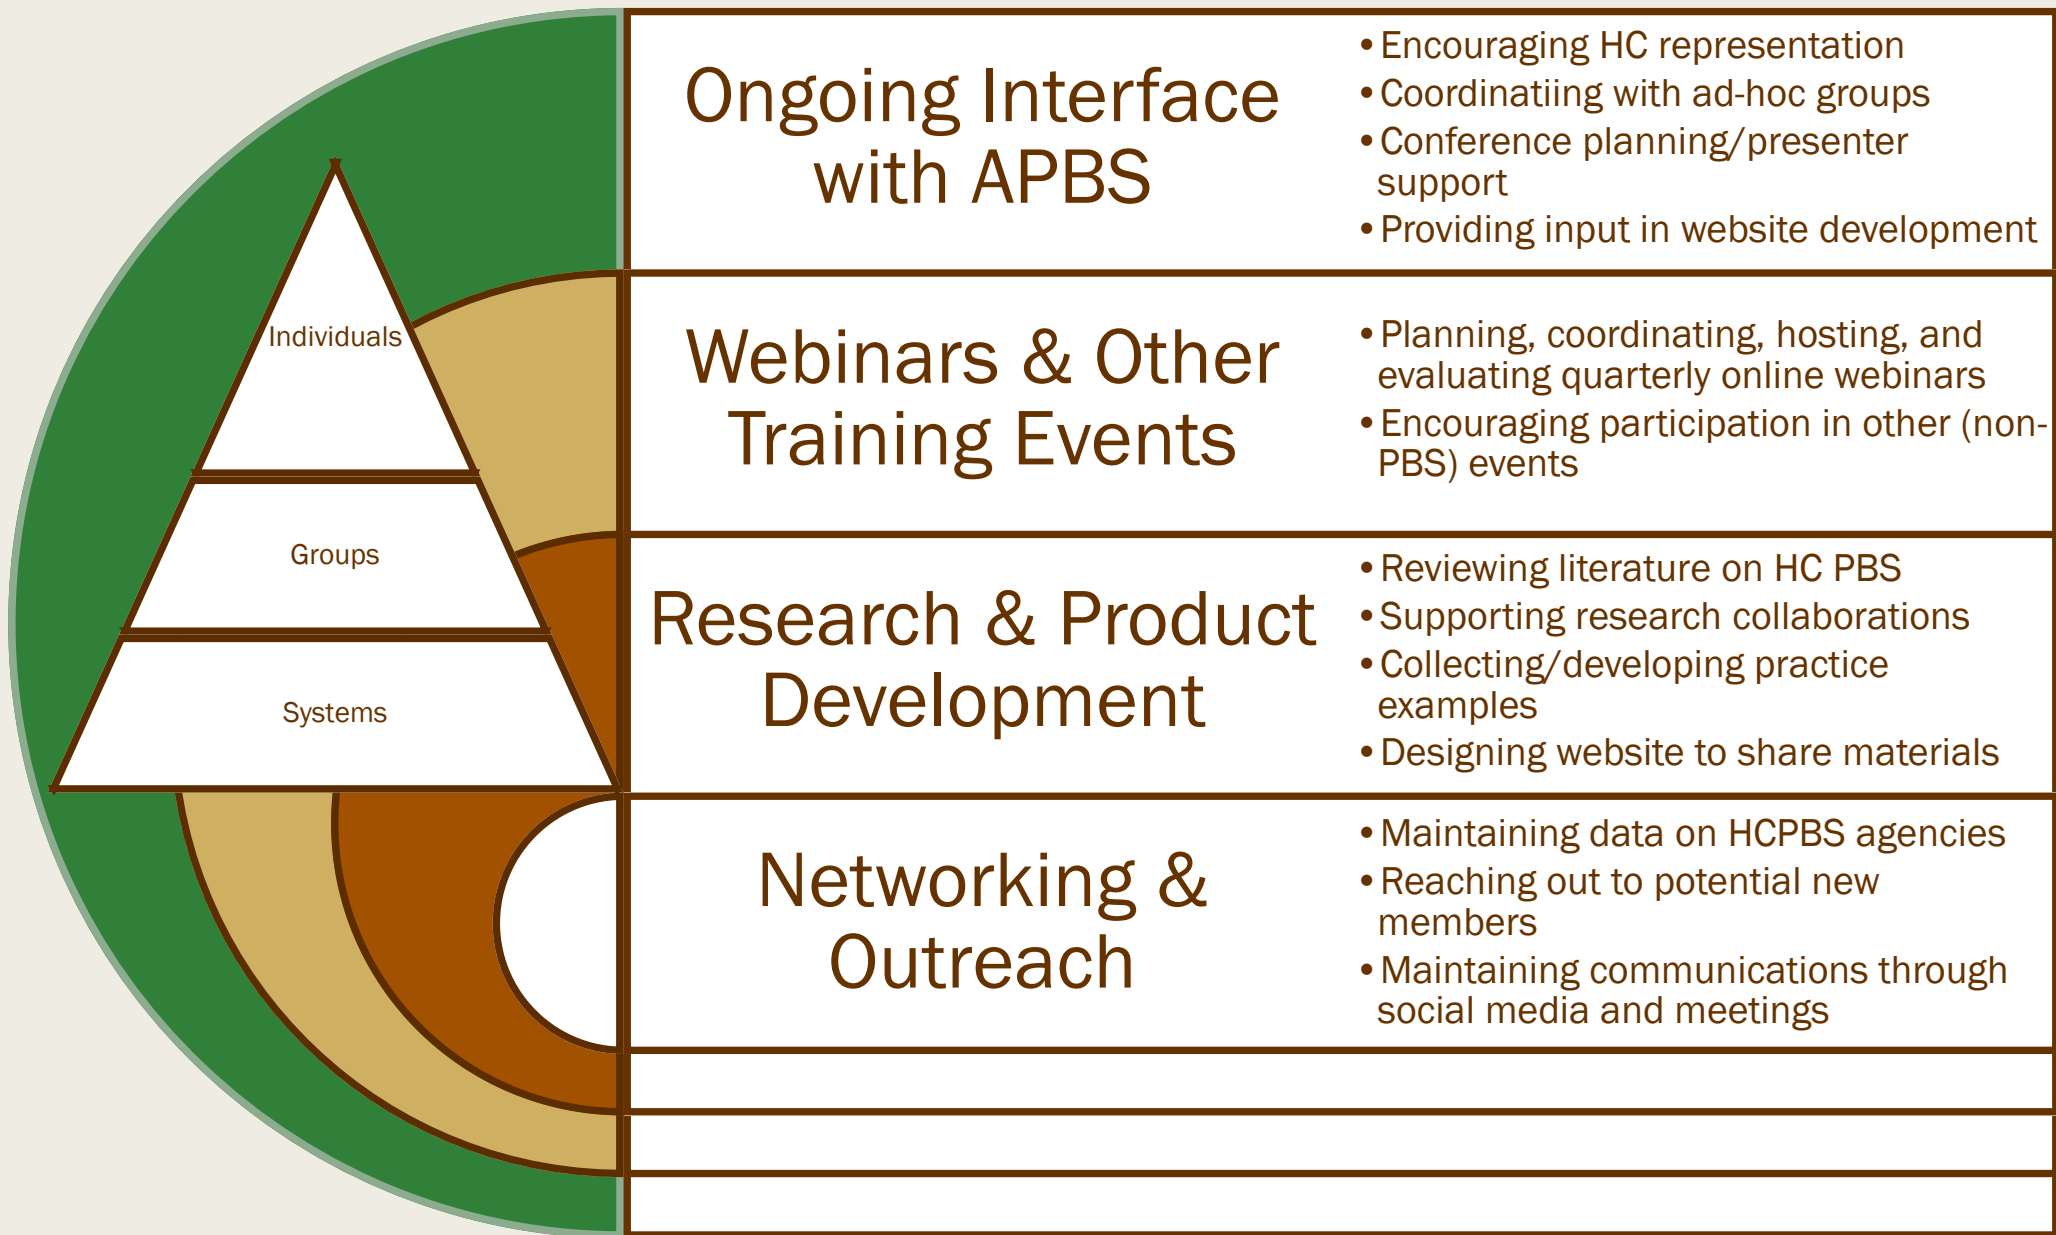 Individuals
Groups
Systems
Ongoing Interface
with APBS
•Encouraging HC representation
•Coordinatiing with ad-hoc groups
•Conference planning/presenter
support
•Providing input in website development
Webinars & Other
Training Events
•Planning, coordinating, hosting, and
evaluating quarterly online webinars
•Encouraging participation in other (non-
PBS) events
Research & Product
Development
•Reviewing literature on HC PBS
•Supporting research collaborations
•Collecting/developing practice
examples
•Designing website to share materials
Networking &
Outreach
•Maintaining data on HCPBS agencies
•Reaching out to potential new
members
•Maintaining communications through
social media and meetings